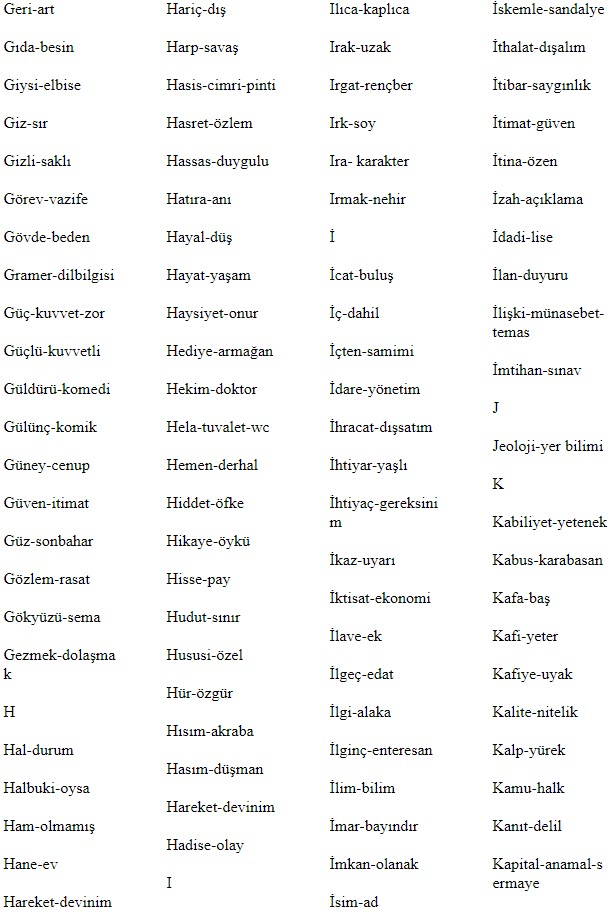 Geri-art
Gıda-besin
Giysi-elbise
Giz-sır
Gizli-saklı
Görev-vazife
Gövde-beden
Gramer-dilbilgisi
Güç-kuvvet-zor
Güçlü-kuvvetli
Güldürü-komedi
Gülünç-komik
Güney-cenup
Güven-itimat
Güz-sonbahar
Gözlem-rasat
Gökyüzü-sema
Gezmek-dolaşma
k
H
Hal-durum
Halbuki-oysa
Ham-olmamış
Hane-ev
Hareket-devinim
Hariç-dış
Harp-savaş
Hasis-cimri-pinti
Hasret-özlem
Hassas-duygulu
Hatıra-anı
Hayal-düş
Hayat-yaşam
Haysiyet-onur
Hediye-armağan
Hekim-doktor
Hela-tuvalet-wc
Hemen-derhal
Hiddet-öfke
Hikaye-öykü
Hisse-pay
Hudut-sınır
Hususi-özel
Hür-özgür
Hısım-akraba
Hasım-düşman
Hareket-devinim
Hadise-olay
I
Ilıca-kaplıca
Irak-uzak
Irgat-rençber
Irk-soy
Ira- karakter
Irmak-nehir
İ
İcat-buluş
İç-dahil
İçten-samimi
İdare-yönetim
İhracat-dışsatım
İhtiyar-yaşlı
İhtiyaç-gereksini
m
İkaz-uyarı
İktisat-ekonomi
İlave-ek
İlgeç-edat
İlgi-alaka
İlginç-enteresan
İlim-bilim
İmar-bayındır
İmkan-olanak
İsim-ad
İskemle-sandalye
İthalat-dışalım
İtibar-saygınlık
İtimat-güven
İtina-özen
İzah-açıklama
İdadi-lise
İlan-duyuru
İlişki-münasebet-
temas
İmtihan-sınav
J
Jeoloji-yer bilimi
K
Kabiliyet-yetenek
Kabus-karabasan
Kafa-baş
Kafi-yeter
Kafiye-uyak
Kalite-nitelik
Kalp-yürek
Kamu-halk
Kanıt-delil
Kapital-anamal-s
ermaye